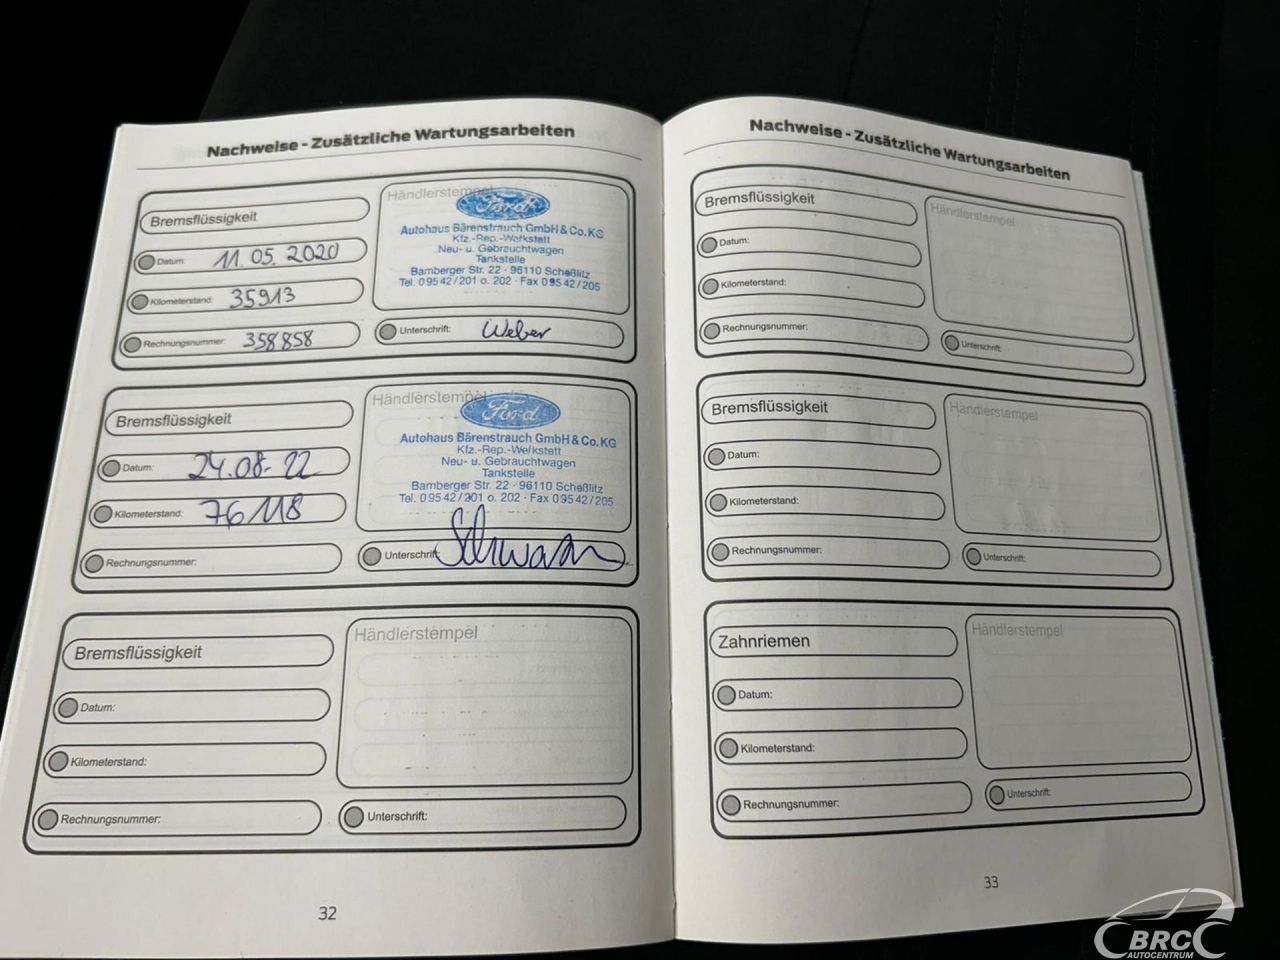 Nachweise - Zusätzliche Wartungsarbeiten
Bremsflüssigkeit
Datum: 11.05.2020
Kilometerstand: 35913
Rechnungsnummer: 358858
Händlerstempel
Ford
Autohaus Bärenstrauch GmbH & Co.KG
Kfz.-Rep.-Werkstatt
Neu- u. Gebrauchtwagen
Tankstelle
Bamberger Str. 22 · 96110 Scheßlitz
Tel. 09542/201 o. 202 · Fax 09542/205
Unterschrift: Weber
Bremsflüssigkeit
Datum: 24.08-22
Kilometerstand: 76118
Rechnungsnummer:
Händlerstempel
Ford
Autohaus Bärenstrauch GmbH & Co.KG
Kfz.-Rep.-Werkstatt
Neu- u. Gebrauchtwagen
Tankstelle
Bamberger Str. 22 · 96110 Scheßlitz
Tel. 09542/201 o. 202 · Fax 09542/205
Unterschrift:
Bremsflüssigkeit
Datum:
Kilometerstand:
Rechnungsnummer:
Händlerstempel
Unterschrift:
32
Nachweise - Zusätzliche Wartungsarbeiten
Bremsflüssigkeit
Datum:
Kilometerstand:
Rechnungsnummer:
Händlerstempel
Unterschrift:
Bremsflüssigkeit
Datum:
Kilometerstand:
Rechnungsnummer:
Händlerstempel
Unterschrift:
Zahnriemen
Datum:
Kilometerstand:
Rechnungsnummer:
Händlerstempel
Unterschrift:
33
BRC
AUTOCENTRUM